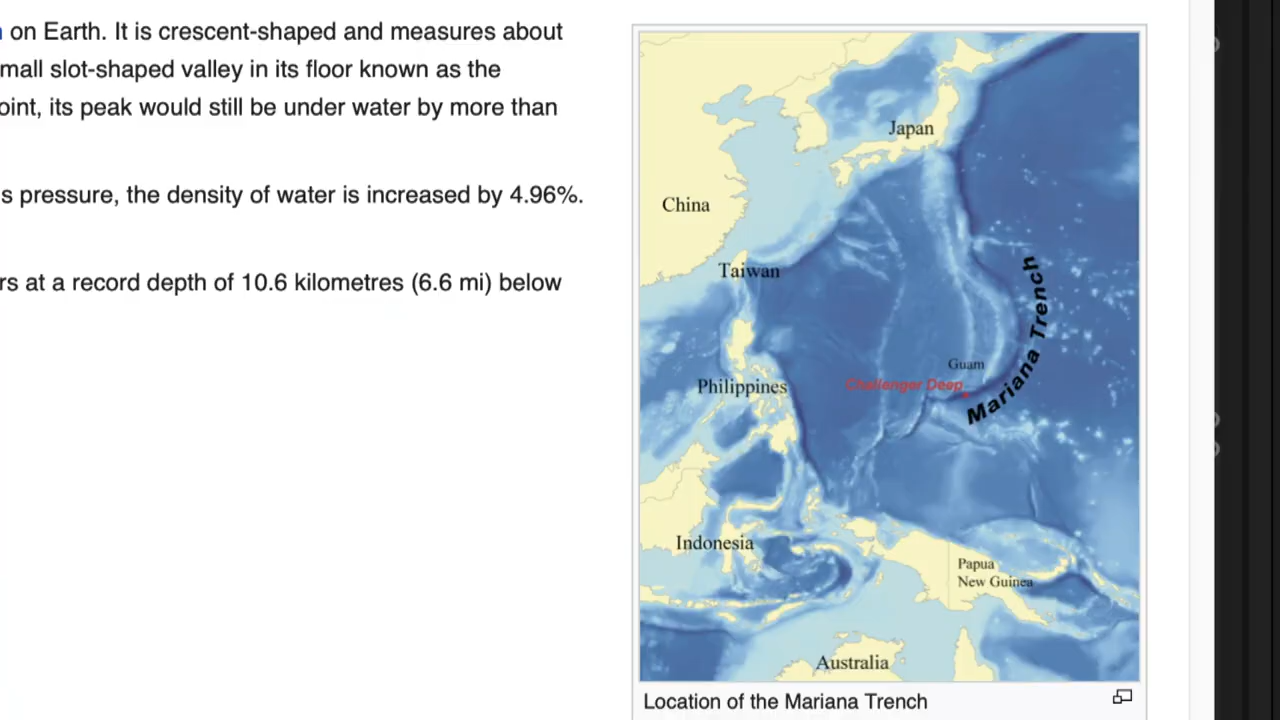 on Earth. It is crescent-shaped and measures about
mall slot-shaped valley in its floor known as the
oint, its peak would still be under water by more than
s pressure, the density of water is increased by 4.96%.
rs at a record depth of 10.6 kilometres (6.6 mi) below
Japan
China
Taiwan
Mariana Trench
Guam
Challenger Deep
Philippines
Indonesia
Papua
New Guinea
Australia
Location of the Mariana Trench